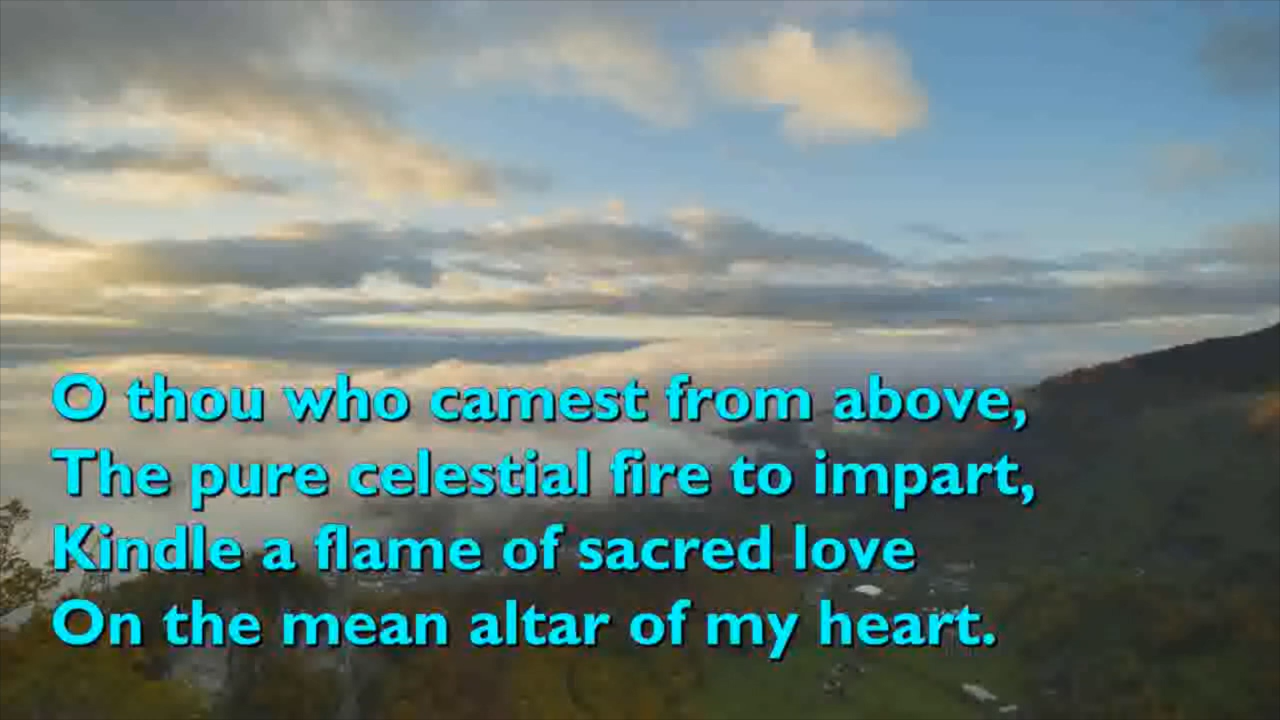 O thou who camest from above,
The pure celestial fire to impart,
Kindle a flame of sacred love
On the mean altar of my heart.